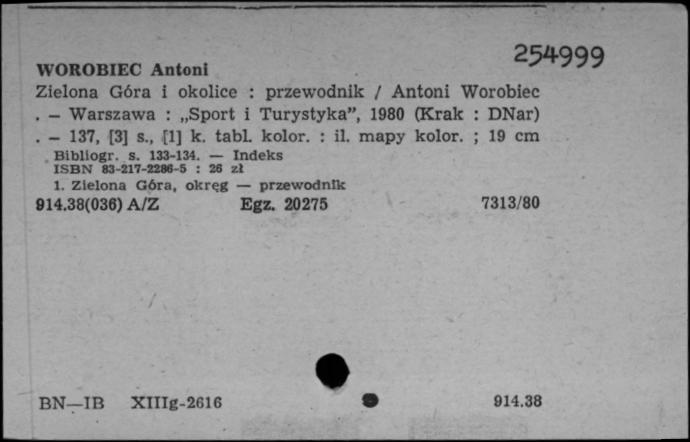 254999
WOROBIEC Antoni
Zielona Góra i okolice : przewodnik / Antoni Worobiec
. — Warszawa : „Sport i Turystyka”, 1980 (Krak : DNar)
. — 137, [3] s., [1] k. tabl. kolor. : il. mapy kolor. ; 19 cm
Bibliogr. s. 133-134. — Indeks
ISBN 83-217-2286-5 : 26 zł
1. Zielona Góra, okręg — przewodnik
914.38(036) A/Z Egz. 20275 7313/80
BN—IB XIIIg-2616 914.38